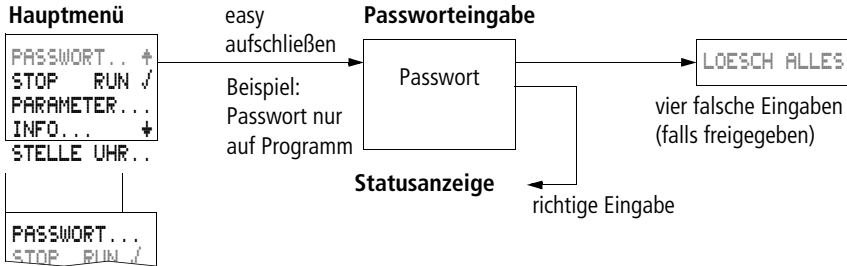 Hauptmenü
PASSWORT..
STOP RUN √
PARAMETER...
INFO...
STELLE UHR..
PASSWORT...
STOP RUN √
easy
aufschließen
Beispiel:
Passwort nur
auf Programm
Passworteingabe
Passwort
Statusanzeige
richtige Eingabe
LOESCH ALLES
vier falsche Eingaben
(falls freigegeben)